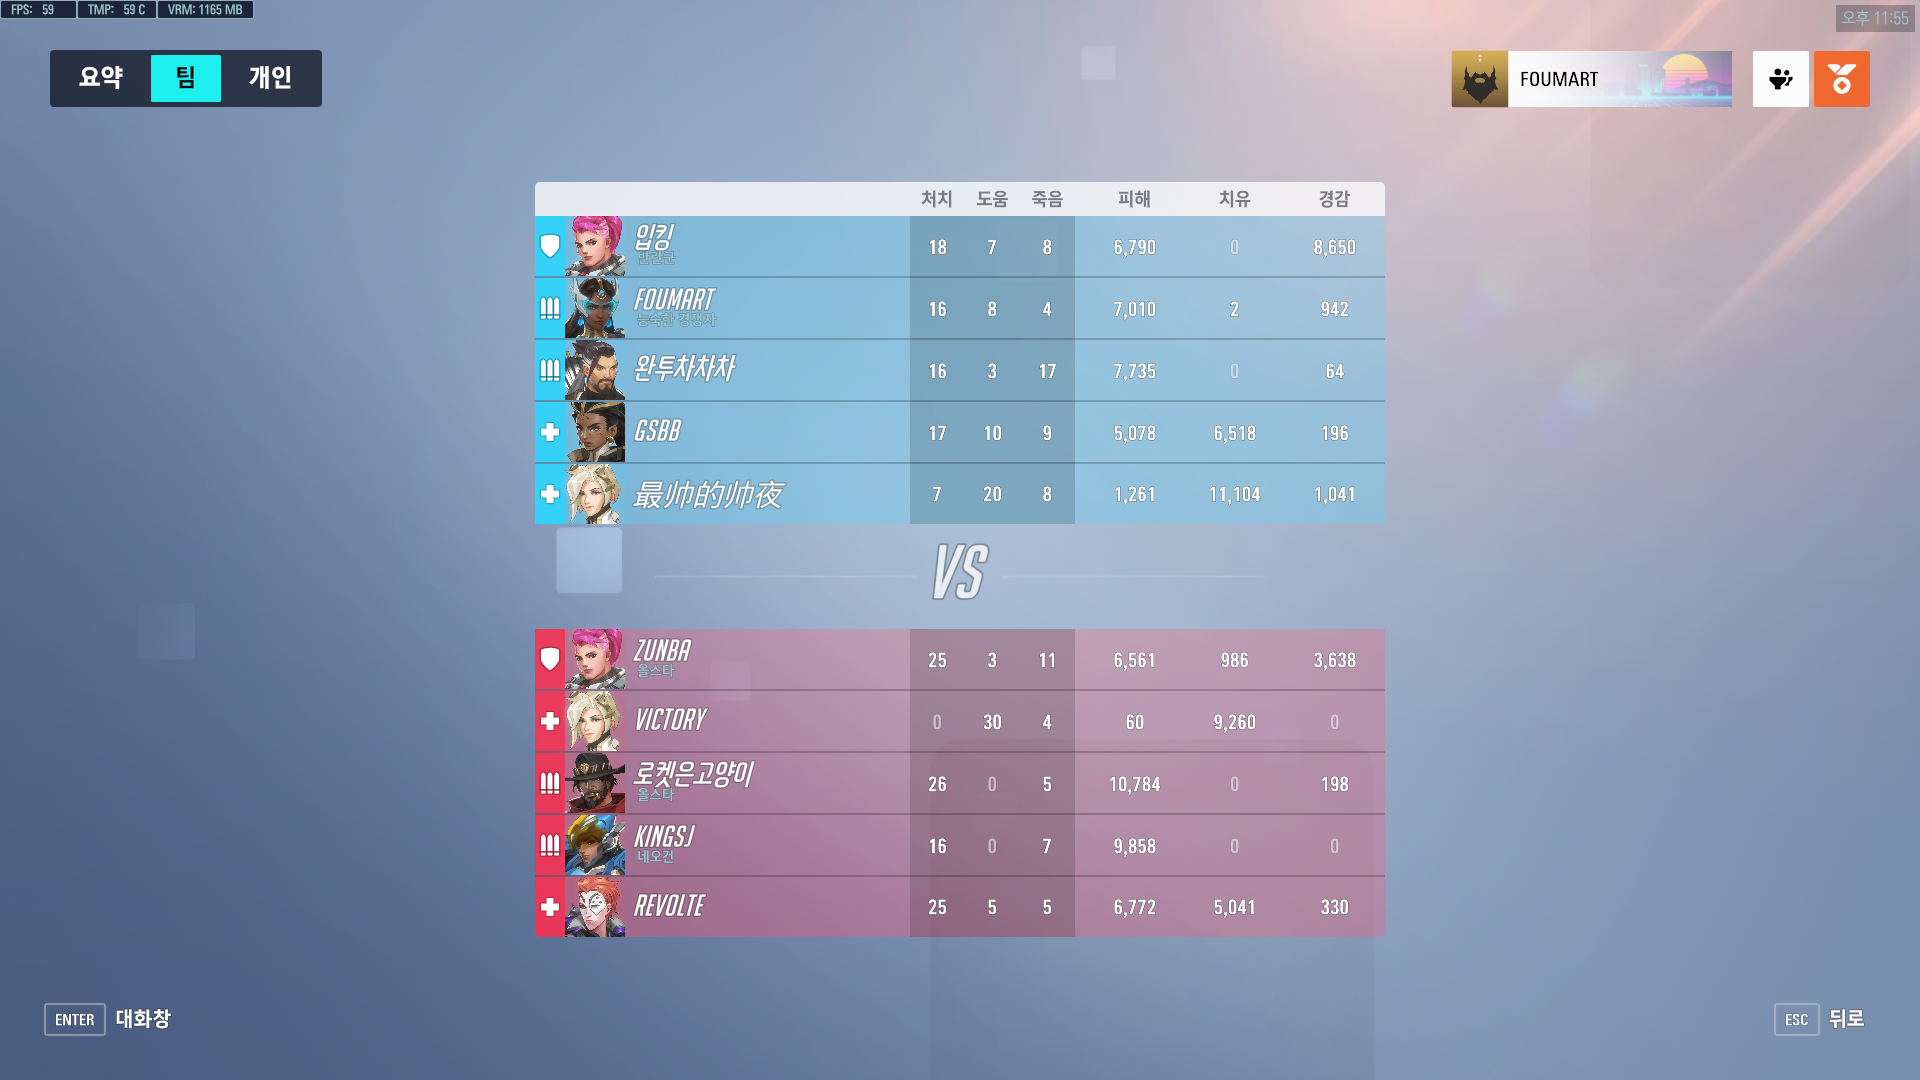 FPS: 59 TMP: 59 C VRM: 1165 MB
오후 11:55
요약 팀 개인
FOUMART
처치 도움 죽음 피해 치유 경감
입킹 18 7 8 6,790 0 8,650
반란군
FOUMART 16 8 4 7,010 2 942
능숙한 경쟁자
완투차차차 16 3 17 7,735 0 64
GSBB 17 10 9 5,078 6,518 196
最帅的帅夜 7 20 8 1,261 11,104 1,041
VS
ZUNBA 25 3 11 6,561 986 3,638
올스타
VICTORY 0 30 4 60 9,260 0
로켓은고양이 26 0 5 10,784 0 198
올스타
KINGSJ 16 0 7 9,858 0 0
네오건
REVOLTE 25 5 5 6,772 5,041 330
ENTER 대화창
ESC 뒤로